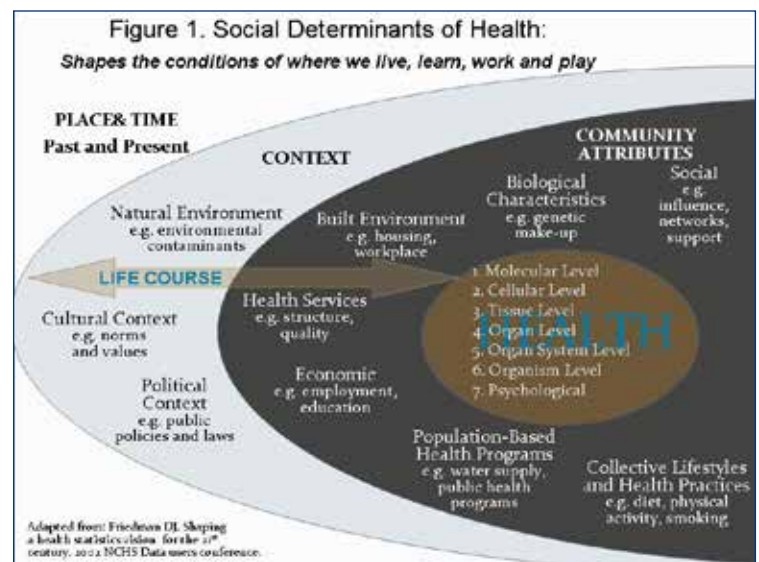 Figure 1. Social Determinants of Health:
Shapes the conditions of where we live, learn, work and play
PLACE& TIME
Past and Present
CONTEXT
COMMUNITY
ATTRIBUTES
Natural Environment
e.g. environmental
contaminants
Built Environment
e.g. housing,
workplace
Biological
Characteristics
e.g. genetic
make-up
Social
e.g.
influence,
networks,
support
LIFE COURSE
Cultural Context
e.g. norms
and values
Health Services
e.g. structure,
quality
HEALTH
1. Molecular Level
2. Cellular Level
3. Tissue Level
4. Organ Level
5. Organ System Level
6. Organism Level
7. Psychological
Political
Context
e.g. public
policies and laws
Economic
e.g. employment,
education
Population-Based
Health Programs
e.g. water supply,
public health
programs
Collective Lifestyles
and Health Practices
e.g. diet, physical
activity, smoking
Adapted from: Friedman DJ. Shaping
a health statistics vision for the 21st
century. 2002 NCHS Data users conference.